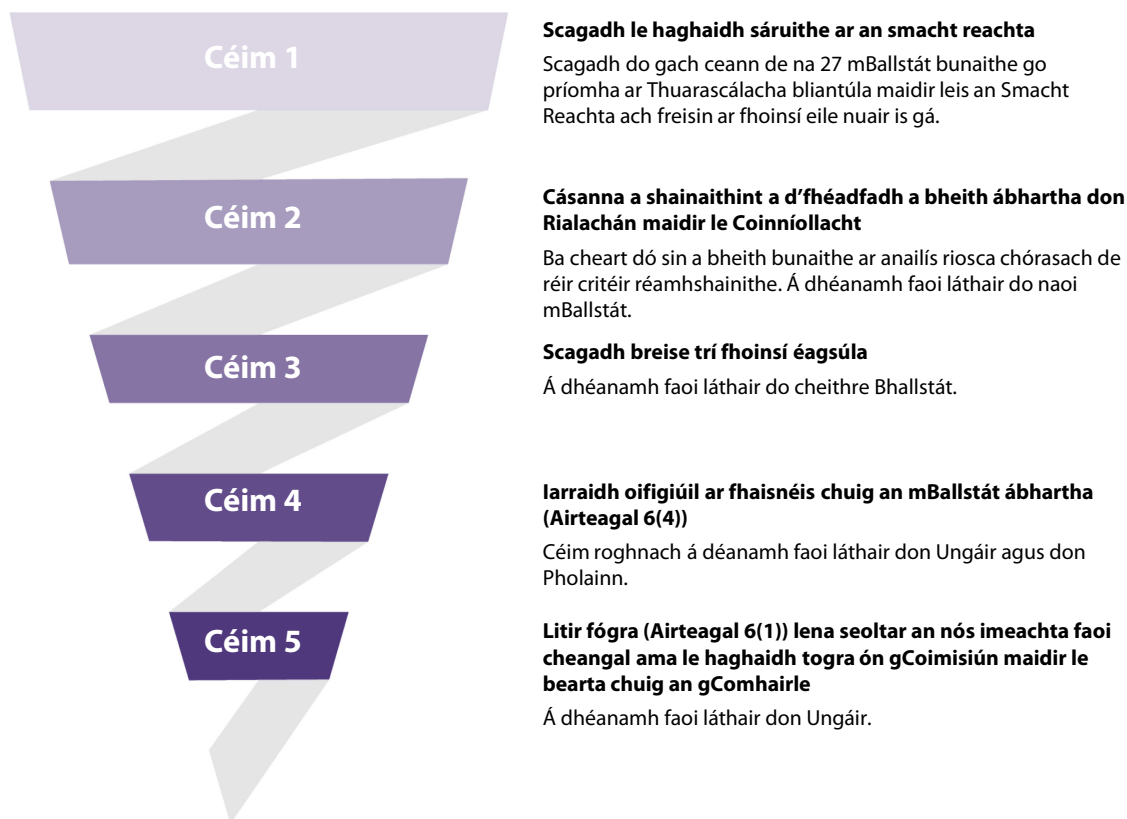 Céim 1
Scagadh le haghaidh sáruithe ar an smacht reachta
Scagadh do gach ceann de na 27 mBallstát bunaithe go
príomha ar Thuarascálacha bliantúla maidir leis an Smacht
Reachta ach freisin ar fhoinsí eile nuair is gá.
Céim 2
Cásanna a shainaithint a d'fhéadfadh a bheith ábhartha don
Rialachán maidir le Coinníollacht
Ba cheart dó sin a bheith bunaithe ar anailís riosca chórasach de
réir critéir réamhshainithe. Á dhéanamh faoi láthair do naoi
mBallstát.
Céim 3
Scagadh breise trí fhoinsí éagsúla
Á dhéanamh faoi láthair do cheithre Bhallstát.
Céim 4
Iarraidh oifigiúil ar fhaisnéis chuig an mBallstát ábhartha
(Airteagal 6(4))
Céim roghnach á déanamh faoi láthair don Ungáir agus don
Pholainn.
Céim 5
Litir fógra (Airteagal 6(1)) lena seoltar an nós imeachta faoi
cheangal ama le haghaidh togra ón gCoimisiún maidir le
bearta chuig an gComhairle
Á dhéanamh faoi láthair don Ungáir.